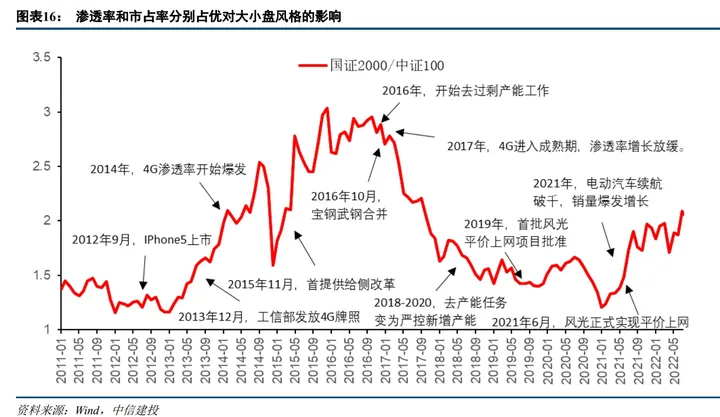 图表16： 渗透率和市占率分别占优对大小盘风格的影响
3.5
3
2.5
2
1.5
1
国证2000/中证100
2016年，开始去过剩产能工作
2017年，4G进入成熟期，渗透率增长放缓。
2014年，4G渗透率开始爆发
2016年10月，
宝钢武钢合并
2021年，电动汽车续航
破千，销量爆发增长
2012年9月，IPhone5上市
2019年，首批风光
平价上网项目批准
2015年11月，首提供给侧改革
2013年12月，工信部发放4G牌照
2018-2020，去产能任务
变为严控新增产能
2021年6月，风光正式实现平价上网
2011-01
2011-05
2011-09
2012-01
2012-05
2012-09
2013-01
2013-05
2013-09
2014-01
2014-05
2014-09
2015-01
2015-05
2015-09
2016-01
2016-05
2016-09
2017-01
2017-05
2017-09
2018-01
2018-05
2018-09
2019-01
2019-05
2019-09
2020-01
2020-05
2020-09
2021-01
2021-05
2021-09
2022-01
2022-05
资料来源：Wind，中信建投